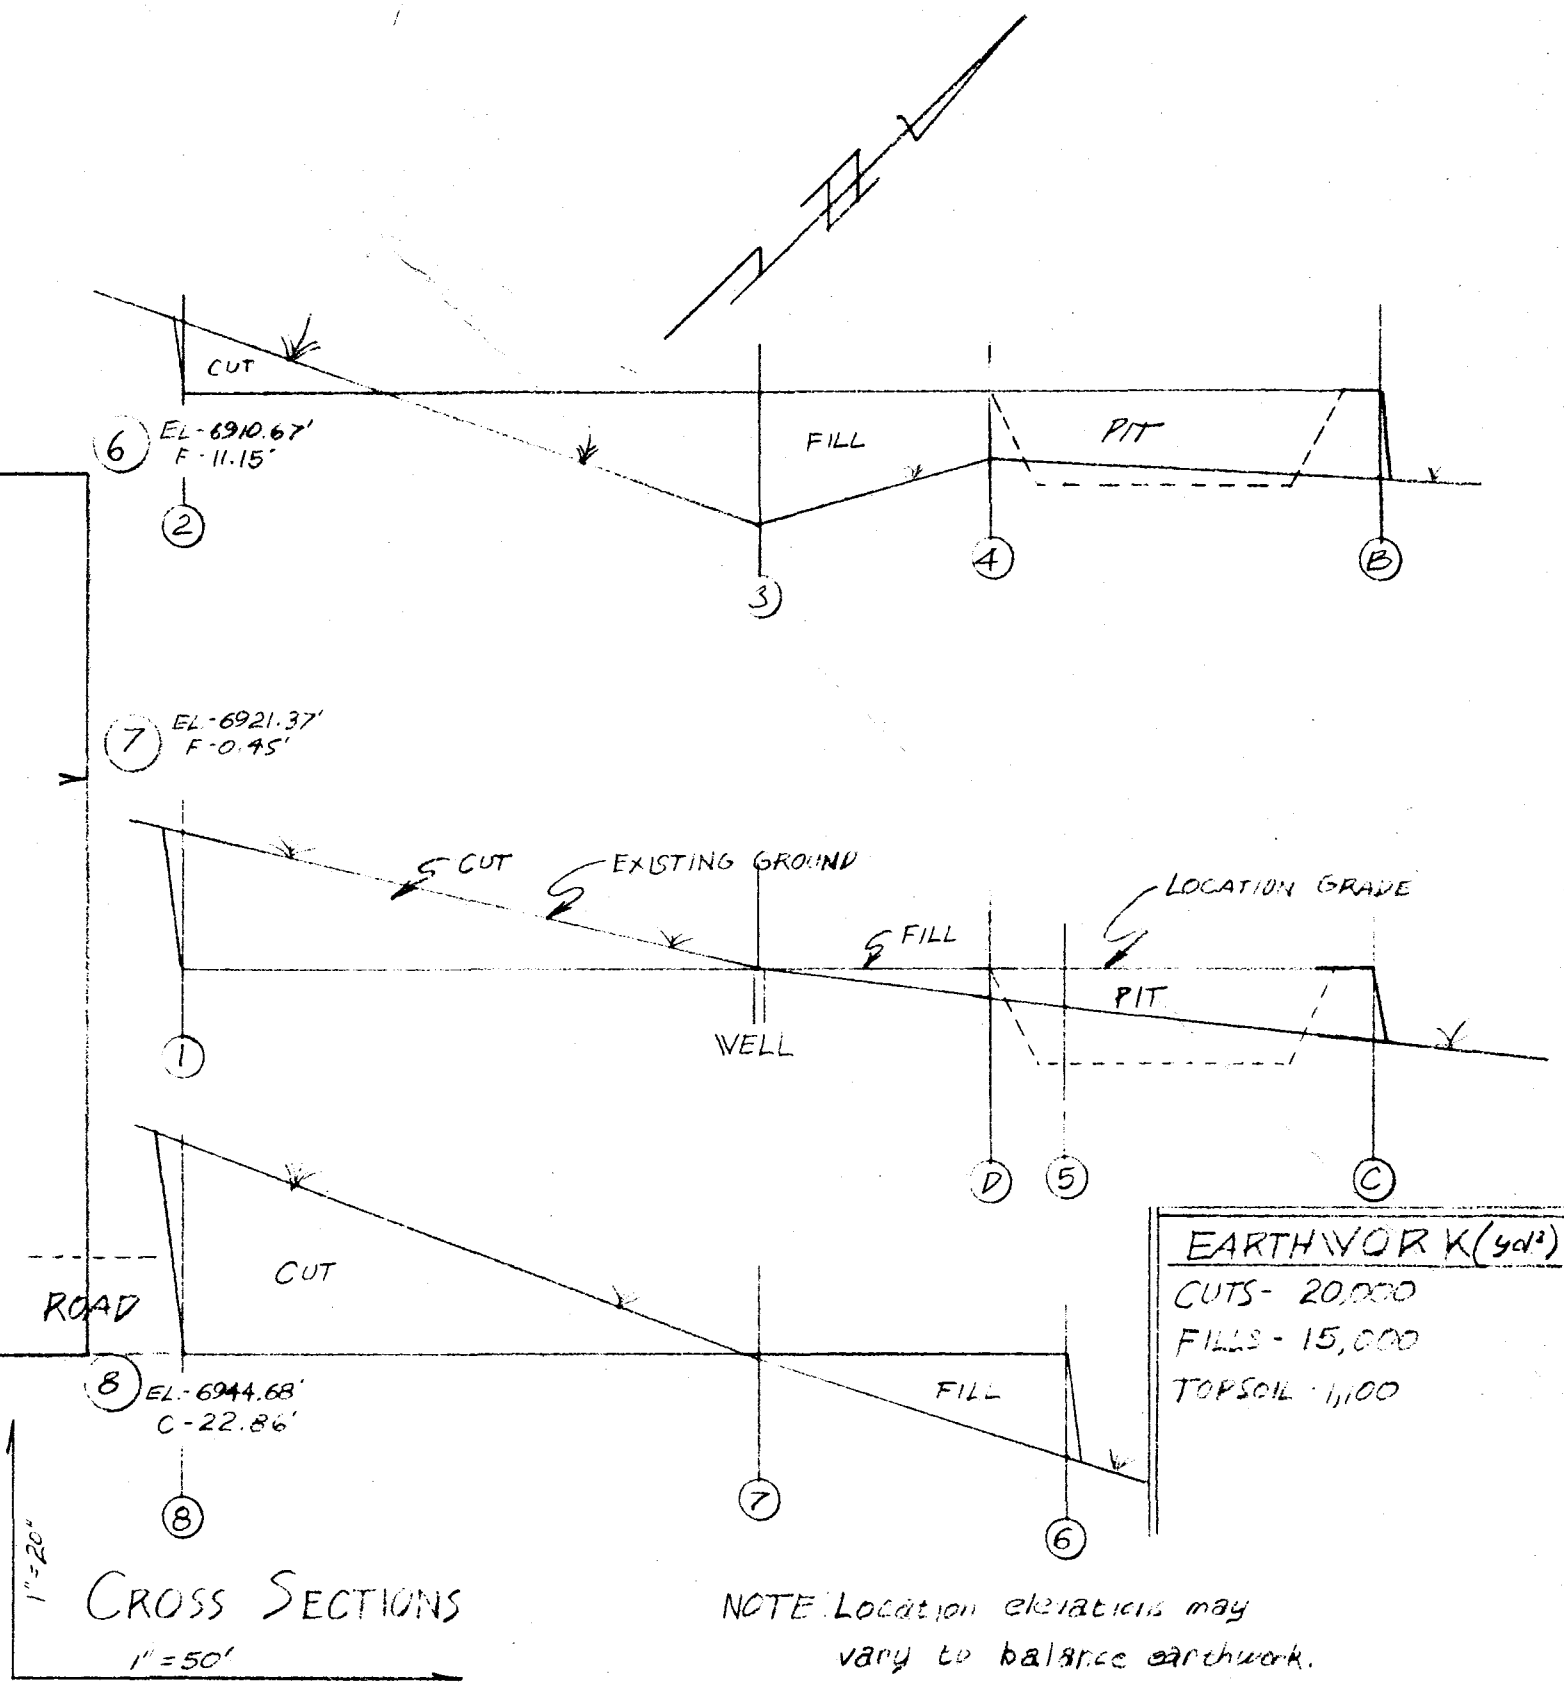 N
CUT
6
EL-6910.67'
F-11.15'
FILL
PIT
2
3
4
B
7
EL-6921.37'
F-0.45'
CUT
EXISTING GROUND
LOCATION GRADE
FILL
PIT
WELL
1
D
5
C
CUT
ROAD
8
EL-6944.68'
C-22.86'
FILL
8
7
6
EARTHWORK (yd³)
CUTS- 20,000
FILLS- 15,000
TOPSOIL - 1,100
1"=20"
CROSS SECTIONS
1"=50'
NOTE: Location elevations may
vary to balance earthwork.